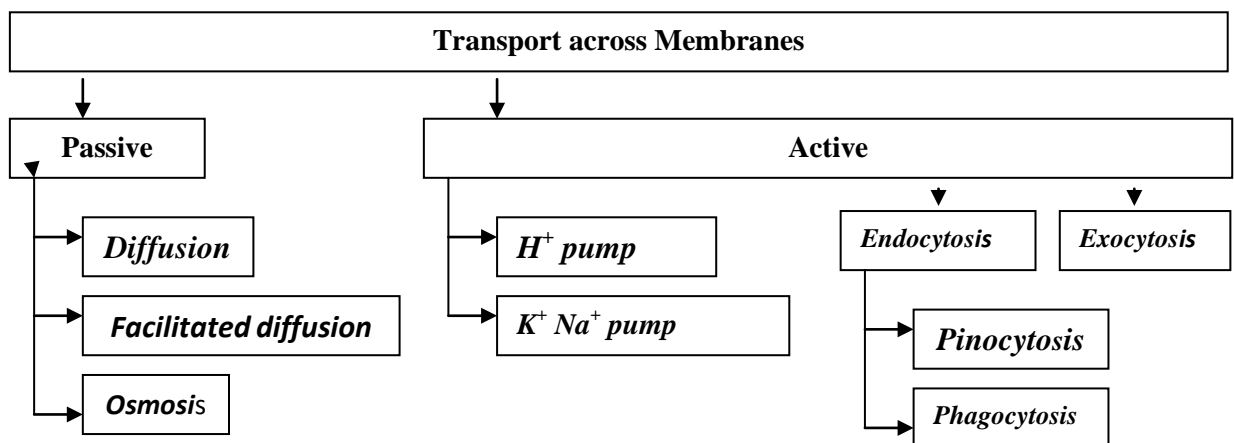 Transport across Membranes
Passive
Active
Diffusion
Facilitated diffusion
Osmosis
H⁺ pump
K⁺ Na⁺ pump
Endocytosis
Exocytosis
Pinocytosis
Phagocytosis